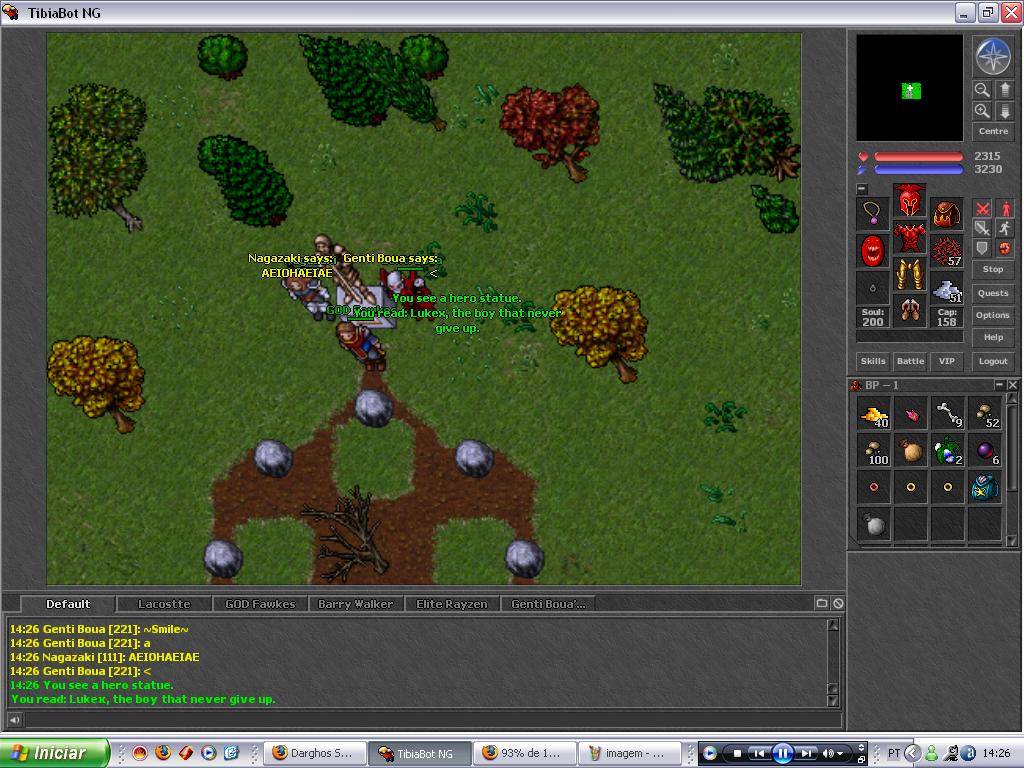 TibiaBot NG
Nagazaki says:
AEIOHAEIAE
Genti Boua says:
<
You see a hero statue.
You read: Lukex, the boy that never
give up.
GOD
Centre
2315
3230
57
51
Soul:
200
Cap:
158
Stop
Quests
Options
Help
Skills
Battle
VIP
Logout
BP - 1
40
9
52
100
2
6
Default
Lacostte
GOD Fawkes
Barry Walker
Elite Rayzen
Genti Boua'...
14:26 Genti Boua [221]: ~Smile~
14:26 Genti Boua [221]: a
14:26 Nagazaki [111]: AEIOHAEIAE
14:26 Genti Boua [221]: <
14:26 You see a hero statue.
You read: Lukex, the boy that never give up.
Iniciar
Darghos S...
TibiaBot NG
93% de 1...
imagem - ...
PT
14:26